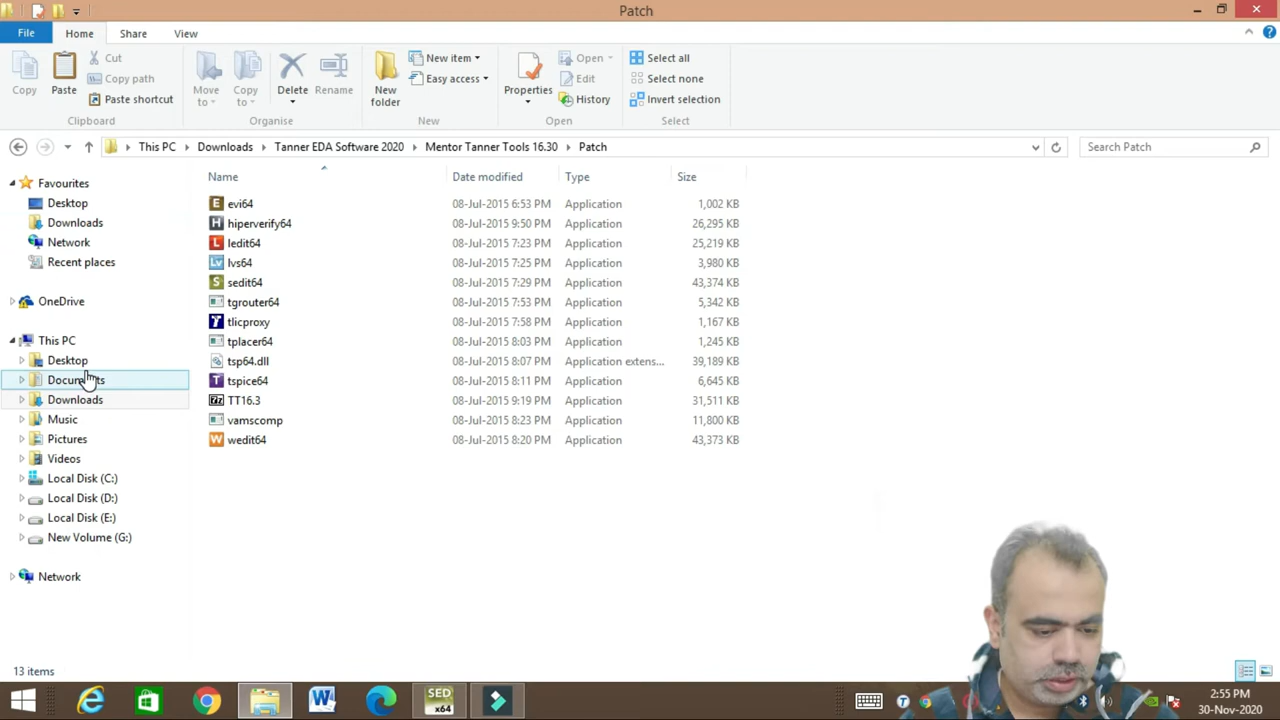 Patch
File Home Share View
Copy
Paste
Cut
Copy path
Paste shortcut
Clipboard
Move to
Copy to
Delete
Rename
Organise
New folder
New item
Easy access
New
Properties
Open
Edit
History
Open
Select all
Select none
Invert selection
Select
This PC Downloads Tanner EDA Software 2020 Mentor Tanner Tools 16.30 Patch
Search Patch
Favourites
Desktop
Downloads
Network
Recent places
OneDrive
This PC
Desktop
Documents
Downloads
Music
Pictures
Videos
Local Disk (C:)
Local Disk (D:)
Local Disk (E:)
New Volume (G:)
Network
Name Date modified Type Size
evi64 08-Jul-2015 6:53 PM Application 1,002 KB
hiperverify64 08-Jul-2015 9:50 PM Application 26,295 KB
ledit64 08-Jul-2015 7:23 PM Application 25,219 KB
lvs64 08-Jul-2015 7:25 PM Application 3,980 KB
sedit64 08-Jul-2015 7:29 PM Application 43,374 KB
tgrouter64 08-Jul-2015 7:53 PM Application 5,342 KB
tlicproxy 08-Jul-2015 7:58 PM Application 1,167 KB
tplacer64 08-Jul-2015 8:03 PM Application 1,245 KB
tsp64.dll 08-Jul-2015 8:07 PM Application extens... 39,189 KB
tspice64 08-Jul-2015 8:11 PM Application 6,645 KB
TT16.3 08-Jul-2015 9:19 PM Application 31,511 KB
vamscomp 08-Jul-2015 8:23 PM Application 11,800 KB
wedit64 08-Jul-2015 8:20 PM Application 43,373 KB
13 items
SED
x64
2:55 PM
30-Nov-2020